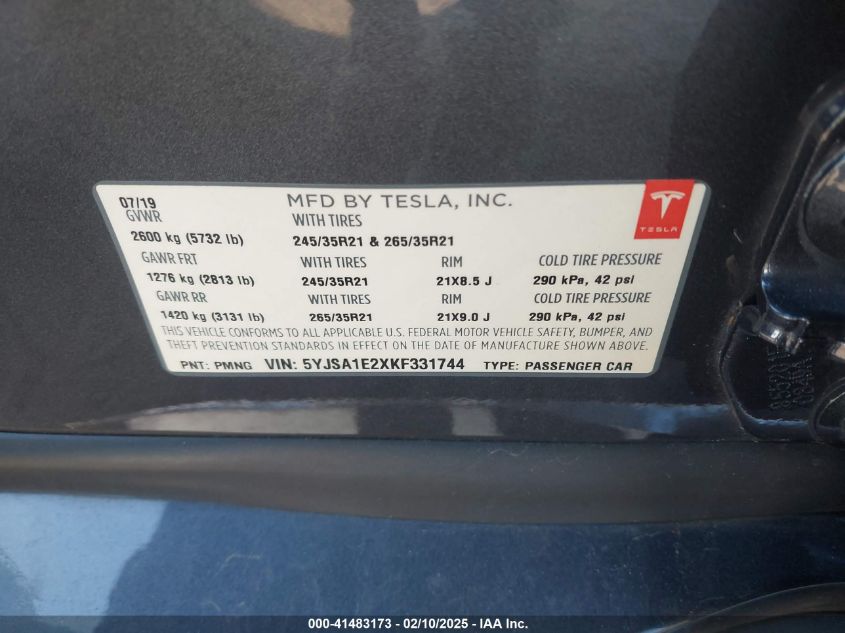 07/19 MFD BY TESLA, INC.
GVWR WITH TIRES
2600 kg (5732 lb) 245/35R21 & 265/35R21
GAWR FRT WITH TIRES RIM COLD TIRE PRESSURE
1276 kg (2813 lb) 245/35R21 21X8.5 J 290 kPa, 42 psi
GAWR RR WITH TIRES RIM COLD TIRE PRESSURE
1420 kg (3131 lb) 265/35R21 21X9.0 J 290 kPa, 42 psi
THIS VEHICLE CONFORMS TO ALL APPLICABLE U.S. FEDERAL MOTOR VEHICLE SAFETY, BUMPER, AND
THEFT PREVENTION STANDARDS IN EFFECT ON THE DATE OF MANUFACTURE SHOWN ABOVE.
PNT: PMNG VIN: 5YJSA1E2XKF331744 TYPE: PASSENGER CAR
TESLA
000-41483173 - 02/10/2025 - IAA Inc.